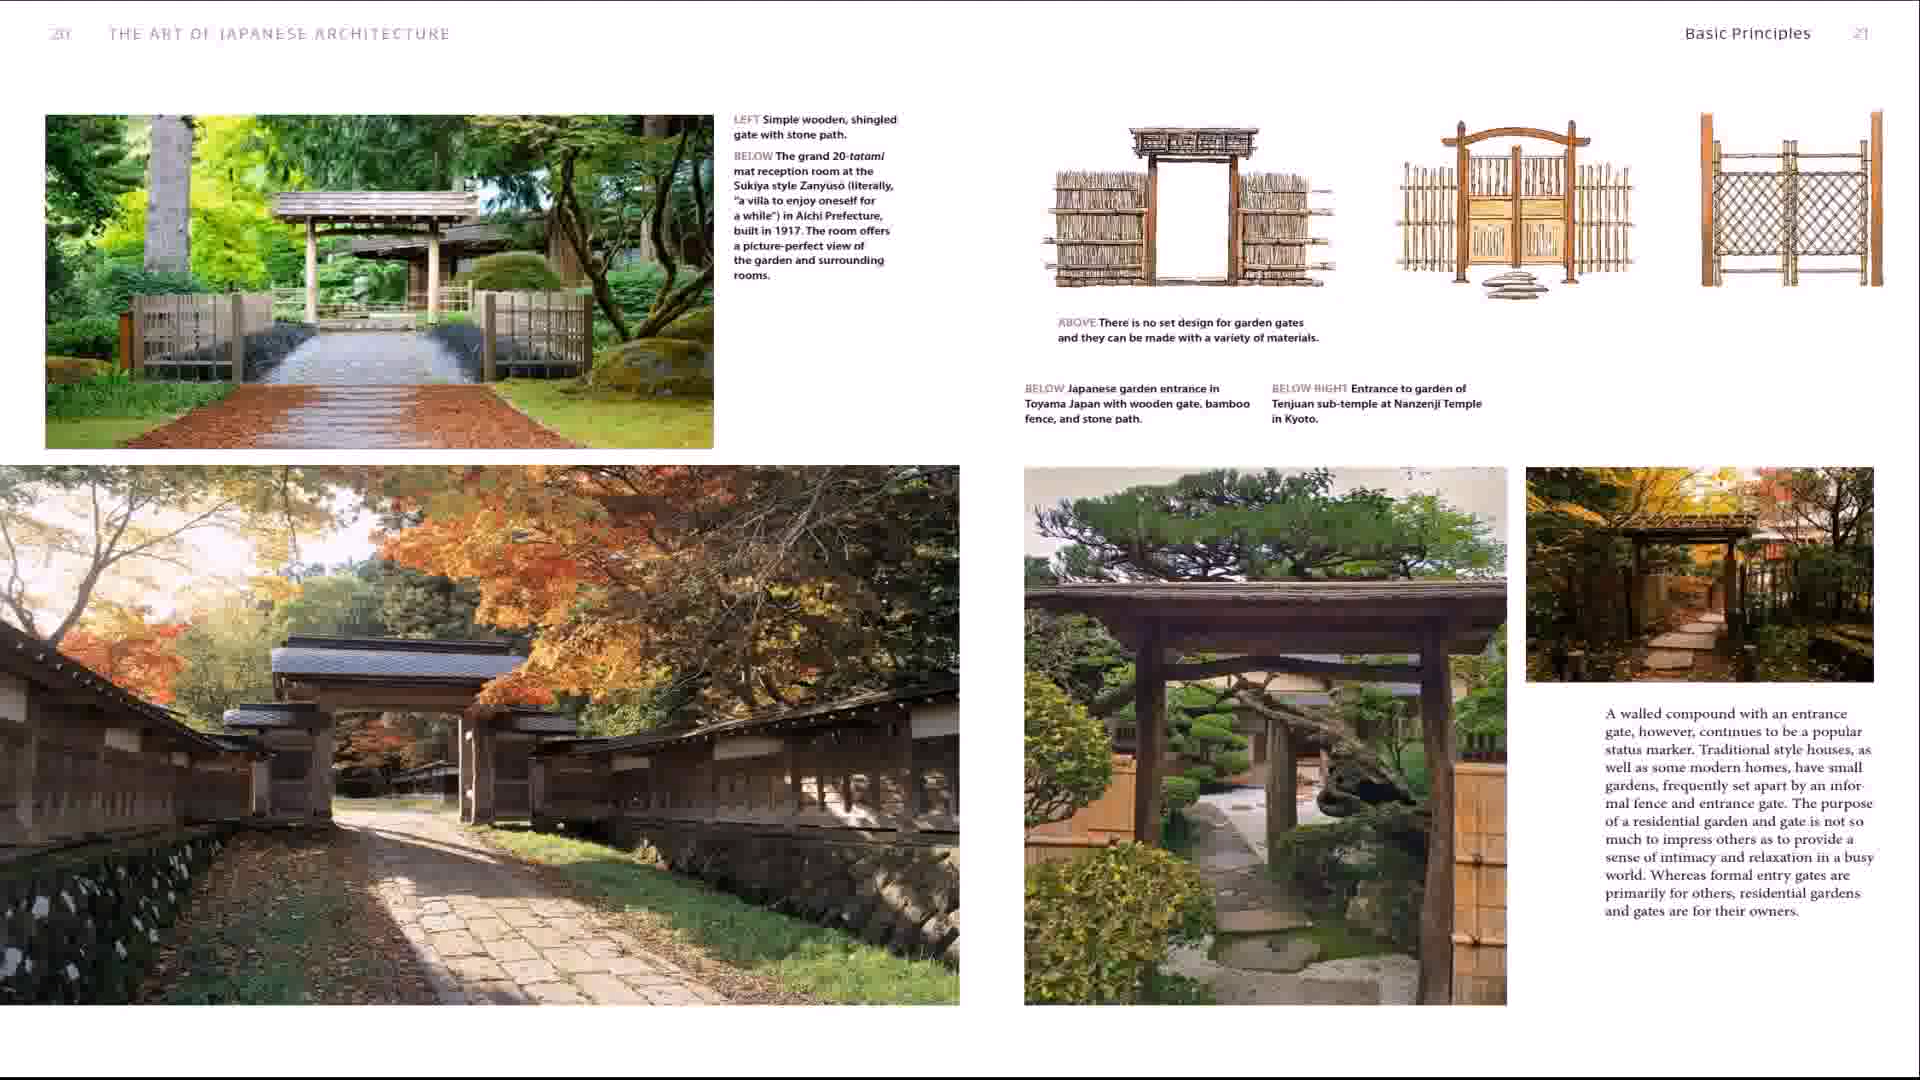 20 THE ART OF JAPANESE ARCHITECTURE
Basic Principles 21
LEFT Simple wooden, shingled
gate with stone path.
BELOW The grand 20-tatami
mat reception room at the
Sukiya style Zanyūsō (literally,
“a villa to enjoy oneself for
a while”) in Aichi Prefecture,
built in 1917. The room offers
a picture-perfect view of
the garden and surrounding
rooms.
ABOVE There is no set design for garden gates
and they can be made with a variety of materials.
BELOW Japanese garden entrance in
Toyama Japan with wooden gate, bamboo
fence, and stone path.
BELOW RIGHT Entrance to garden of
Tenjuan sub-temple at Nanzenji Temple
in Kyoto.
A walled compound with an entrance
gate, however, continues to be a popular
status marker. Traditional style houses, as
well as some modern homes, have small
gardens, frequently set apart by an infor-
mal fence and entrance gate. The purpose
of a residential garden and gate is not so
much to impress others as to provide a
sense of intimacy and relaxation in a busy
world. Whereas formal entry gates are
primarily for others, residential gardens
and gates are for their owners.